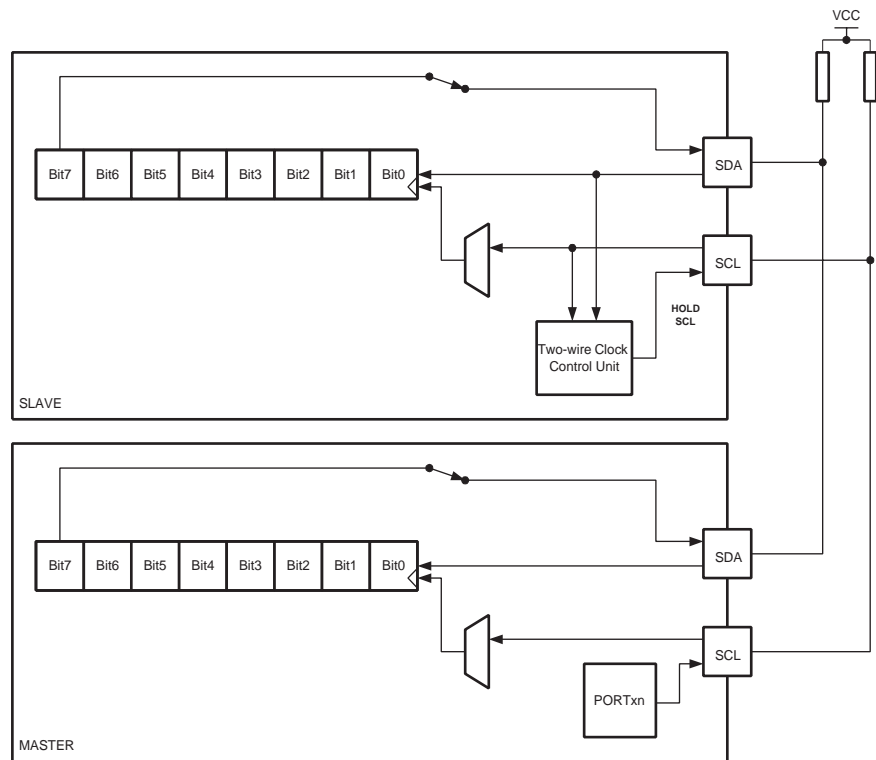 VCC
Bit7 Bit6 Bit5 Bit4 Bit3 Bit2 Bit1 Bit0
SDA
SCL
HOLD
SCL
Two-wire Clock
Control Unit
SLAVE
Bit7 Bit6 Bit5 Bit4 Bit3 Bit2 Bit1 Bit0
SDA
SCL
PORTxn
MASTER